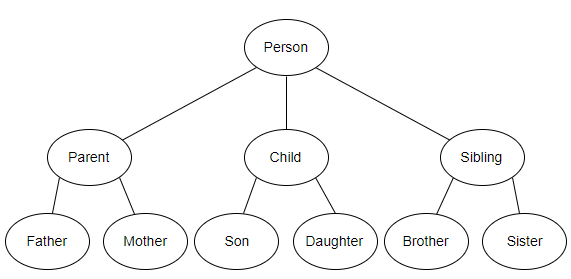 Person
Parent
Child
Sibling
Father
Mother
Son
Daughter
Brother
Sister